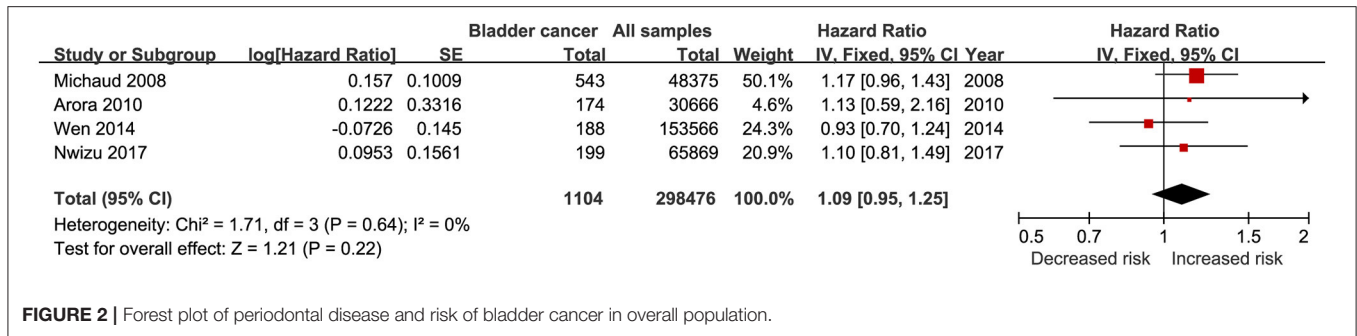 Bladder cancer All samples Hazard Ratio Hazard Ratio
Study or Subgroup log[Hazard Ratio] SE Total Total Weight IV, Fixed, 95% CI Year IV, Fixed, 95% CI
Michaud 2008 0.157 0.1009 543 48375 50.1% 1.17 [0.96, 1.43] 2008
Arora 2010 0.1222 0.3316 174 30666 4.6% 1.13 [0.59, 2.16] 2010
Wen 2014 -0.0726 0.145 188 153566 24.3% 0.93 [0.70, 1.24] 2014
Nwizu 2017 0.0953 0.1561 199 65869 20.9% 1.10 [0.81, 1.49] 2017
Total (95% CI) 1104 298476 100.0% 1.09 [0.95, 1.25]
Heterogeneity: Chi² = 1.71, df = 3 (P = 0.64); I² = 0%
Test for overall effect: Z = 1.21 (P = 0.22)
0.5 0.7 1 1.5 2
Decreased risk Increased risk
FIGURE 2 | Forest plot of periodontal disease and risk of bladder cancer in overall population.